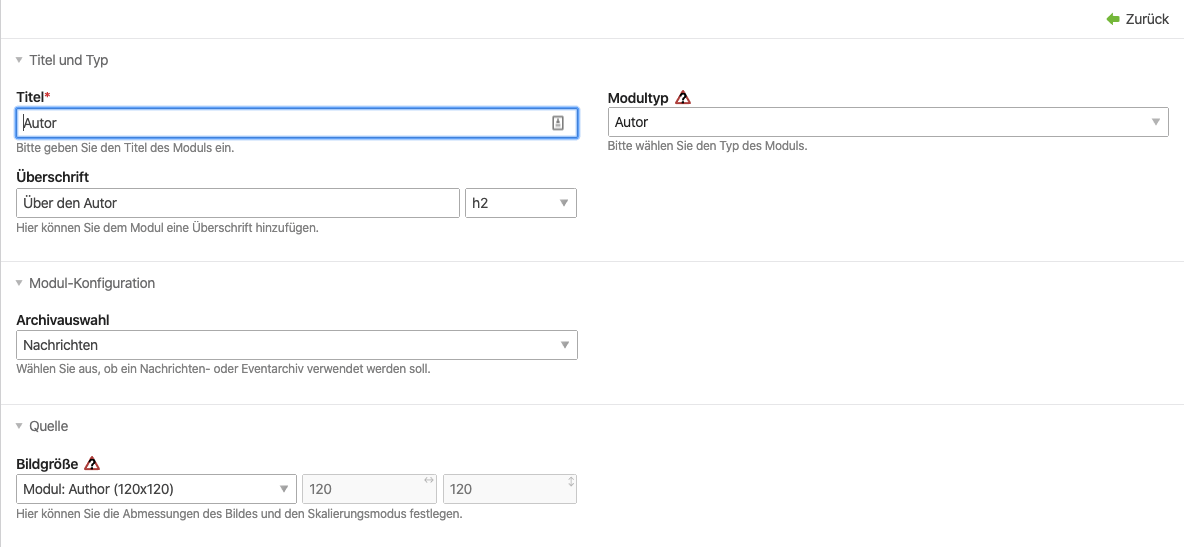 Zurück
Titel und Typ
Titel*
Autor
Bitte geben Sie den Titel des Moduls ein.
Modultyp
Autor
Bitte wählen Sie den Typ des Moduls.
Überschrift
Über den Autor
h2
Hier können Sie dem Modul eine Überschrift hinzufügen.
Modul-Konfiguration
Archivauswahl
Nachrichten
Wählen Sie aus, ob ein Nachrichten- oder Eventarchiv verwendet werden soll.
Quelle
Bildgröße
Modul: Author (120x120)
120
120
Hier können Sie die Abmessungen des Bildes und den Skalierungsmodus festlegen.